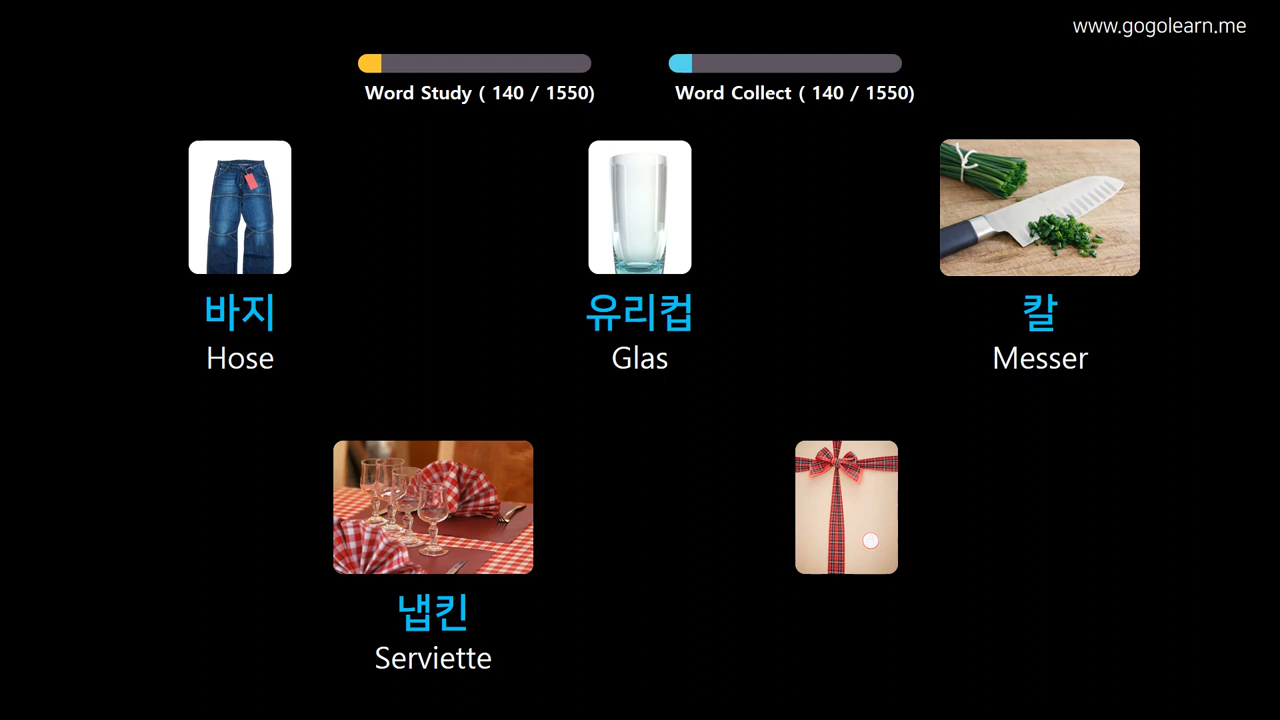 www.gogolearn.me
Word Study ( 140 / 1550)
Word Collect ( 140 / 1550)
바지
Hose
유리컵
Glas
칼
Messer
냅킨
Serviette